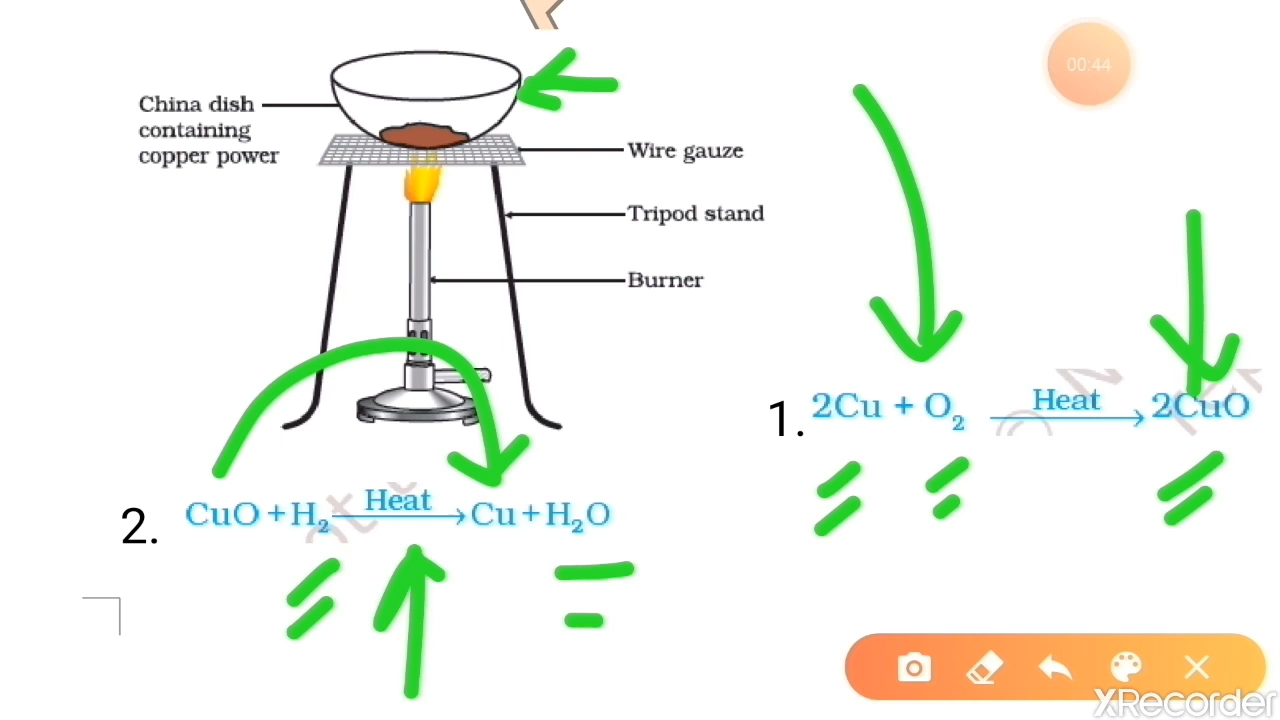 00:44
China dish
containing
copper power
Wire gauze
Tripod stand
Burner
1. 2Cu + O₂ Heat → 2CuO
2. CuO + H₂ Heat → Cu + H₂O
XRecorder